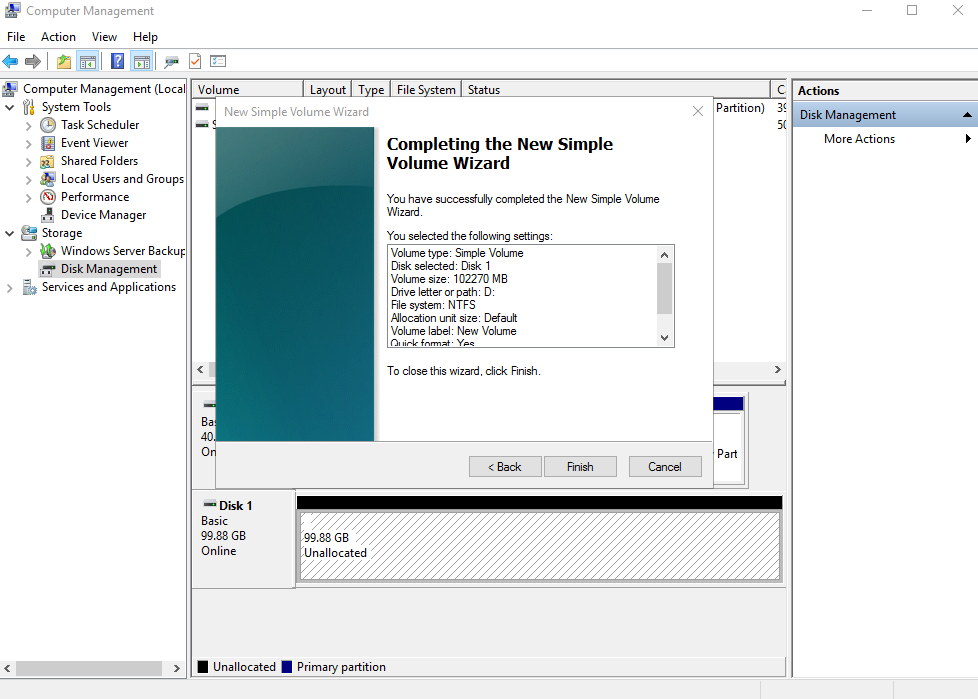 Computer Management
File Action View Help
Computer Management (Local
System Tools
Task Scheduler
Event Viewer
Shared Folders
Local Users and Groups
Performance
Device Manager
Storage
Windows Server Backup
Disk Management
Services and Applications
Volume Layout Type File System Status C
Partition) 39
S 50
New Simple Volume Wizard
Completing the New Simple
Volume Wizard
You have successfully completed the New Simple Volume
Wizard.
You selected the following settings:
Volume type: Simple Volume
Disk selected: Disk 1
Volume size: 102270 MB
Drive letter or path: D:
File system: NTFS
Allocation unit size: Default
Volume label: New Volume
Quick format: Yes
To close this wizard, click Finish.
< Back Finish Cancel
Bas
40.
On
Part
Disk 1
Basic
99.88 GB
Online
99.88 GB
Unallocated
Unallocated Primary partition
Actions
Disk Management
More Actions